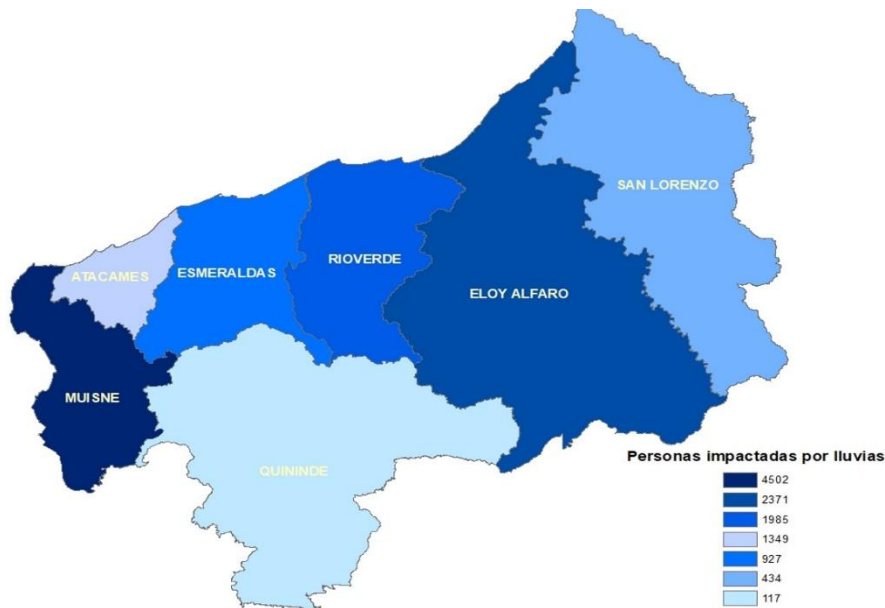 SAN LORENZO
RIOVERDE
ESMERALDAS
ATACAMES
ELOY ALFARO
MUISNE
QUININDE
Personas impactadas por lluvias
4502
2371
1985
1349
927
434
117